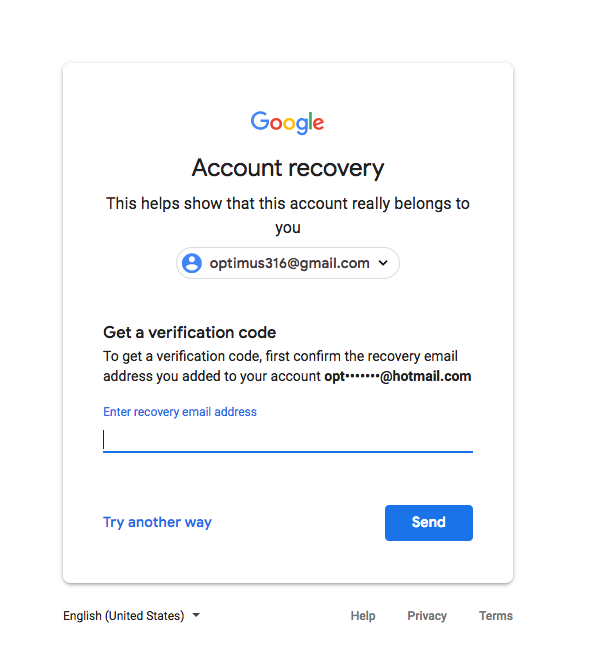 Google
Account recovery
This helps show that this account really belongs to
you
optimus316@gmail.com
Get a verification code
To get a verification code, first confirm the recovery email
address you added to your account opt•••••••@hotmail.com
Enter recovery email address
Try another way
Send
English (United States)
Help
Privacy
Terms